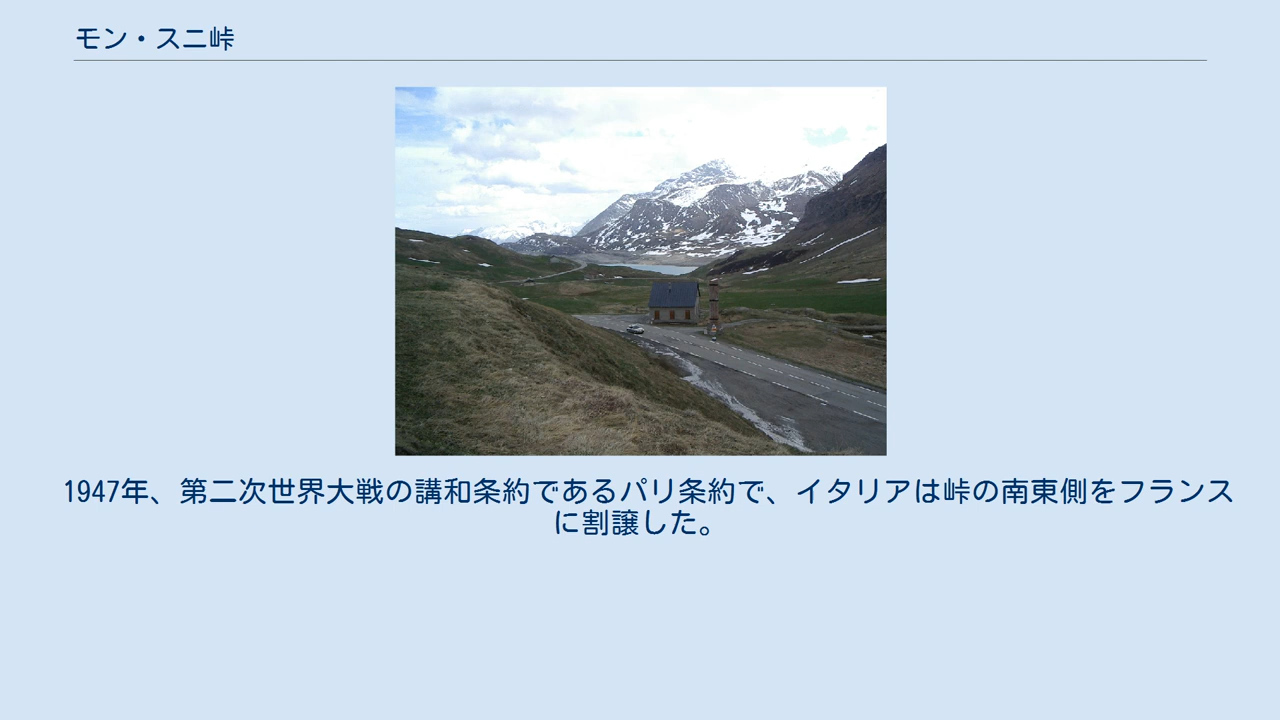 モン・スニ峠
1947年、第二次世界大戦の講和条約であるパリ条約で、イタリアは峠の南東側をフランス
に割譲した。